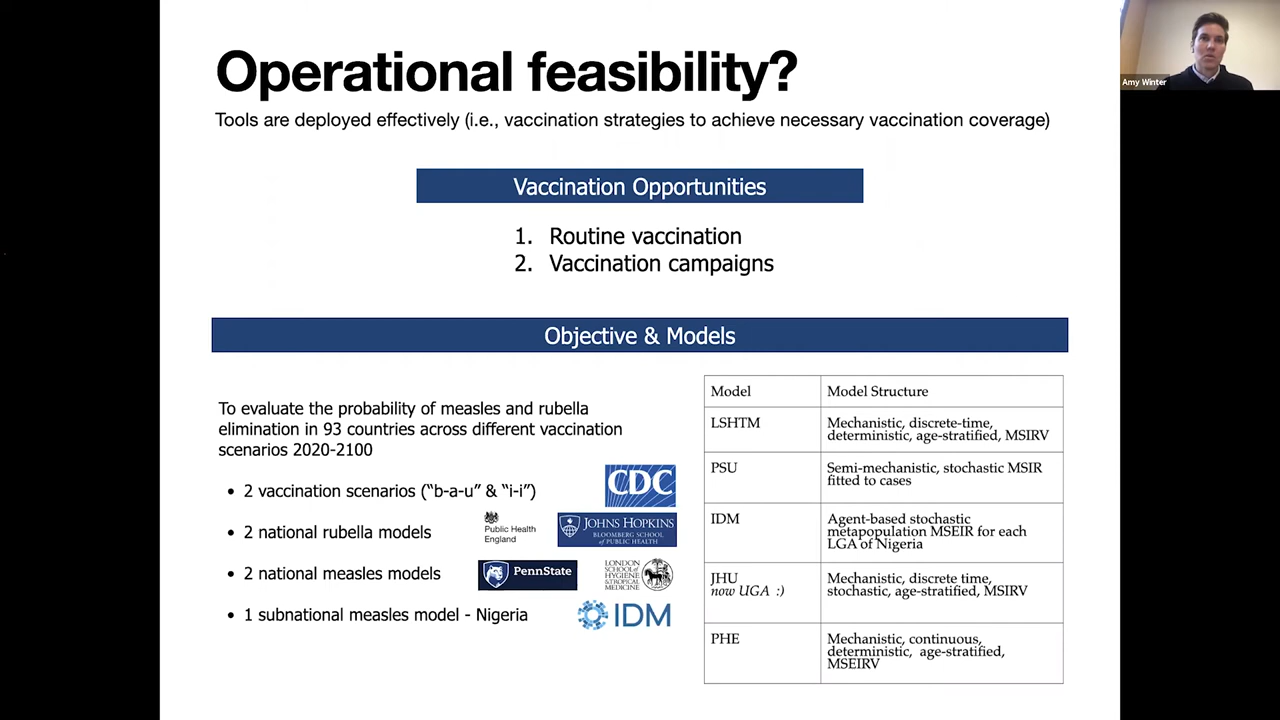 Operational feasibility?
Tools are deployed effectively (i.e., vaccination strategies to achieve necessary vaccination coverage)
Amy Winter
Vaccination Opportunities
1. Routine vaccination
2. Vaccination campaigns
Objective & Models
To evaluate the probability of measles and rubella
elimination in 93 countries across different vaccination
scenarios 2020-2100
• 2 vaccination scenarios (“b-a-u” & “i-i”)
CDC
• 2 national rubella models
Public Health
England
JOHNS HOPKINS
BLOOMBERG SCHOOL
of PUBLIC HEALTH
• 2 national measles models
PennState
LONDON
SCHOOL of
HYGIENE
&TROPICAL
MEDICINE
• 1 subnational measles model - Nigeria
IDM
Model Model Structure
LSHTM Mechanistic, discrete-time,
deterministic, age-stratified, MSIRV
PSU Semi-mechanistic, stochastic MSIR
fitted to cases
IDM Agent-based stochastic
metapopulation MSEIR for each
LGA of Nigeria
JHU Mechanistic, discrete time,
now UGA :) stochastic, age-stratified, MSIRV
PHE Mechanistic, continuous,
deterministic, age-stratified,
MSEIRV